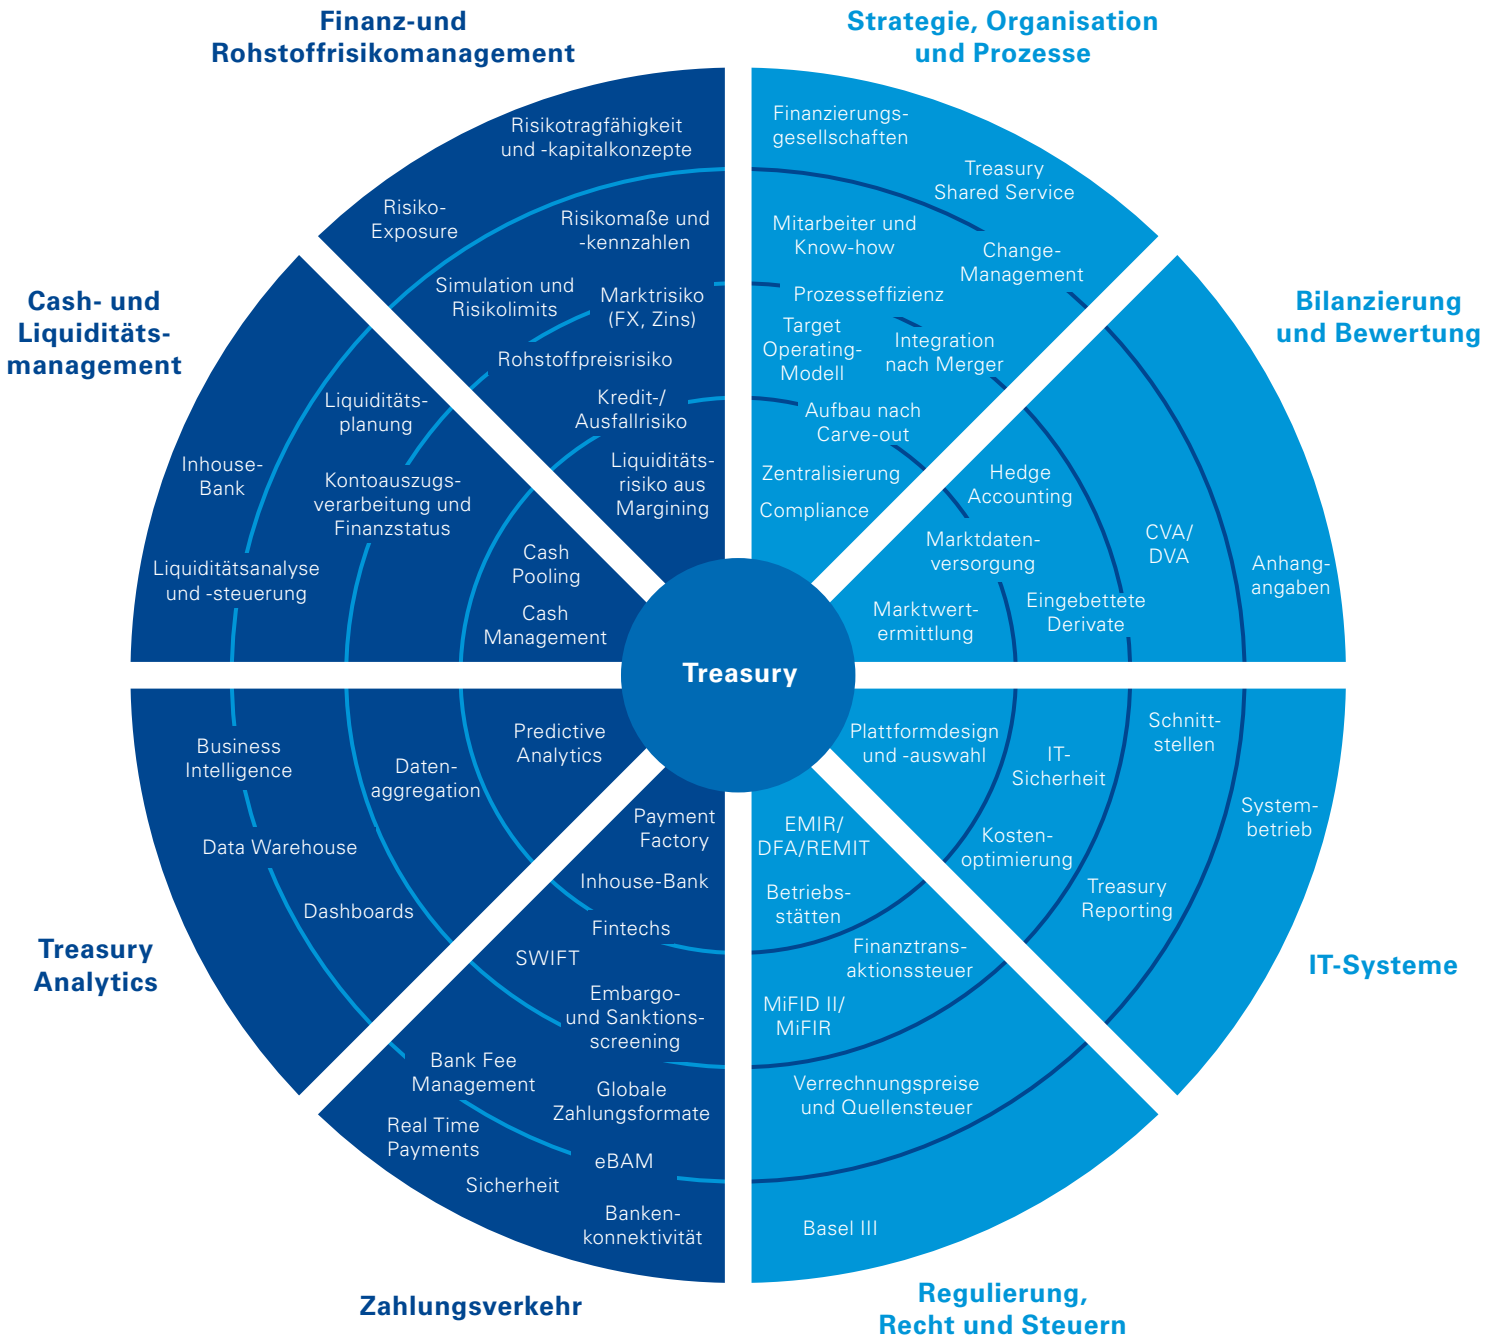 Finanz-und
Rohstoffrisikomanagement
Risikotragfähigkeit
und -kapitalkonzepte
Risiko-
Exposure
Risikomaße und
-kennzahlen
Simulation und
Risikolimits
Marktrisiko
(FX, Zins)
Rohstoffpreisrisiko
Kredit-/
Ausfallrisiko
Liquiditäts-
risiko aus
Margining
Strategie, Organisation
und Prozesse
Finanzierungs-
gesellschaften
Treasury
Shared Service
Mitarbeiter und
Know-how
Change-
Management
Prozesseffizienz
Target
Operating-
Modell
Integration
nach Merger
Aufbau nach
Carve-out
Zentralisierung
Compliance
Bilanzierung
und Bewertung
Hedge
Accounting
Marktdaten-
versorgung
CVA/
DVA
Anhang-
angaben
Eingebettete
Derivate
Marktwert-
ermittlung
Cash- und
Liquiditäts-
management
Liquiditäts-
planung
Inhouse-
Bank
Kontoauszugs-
verarbeitung und
Finanzstatus
Liquiditätsanalyse
und -steuerung
Cash
Pooling
Cash
Management
Treasury
Predictive
Analytics
Business
Intelligence
Daten-
aggregation
Data Warehouse
Dashboards
Treasury
Analytics
Payment
Factory
Inhouse-Bank
Fintechs
SWIFT
Embargo-
und Sanktions-
screening
Bank Fee
Management
Globale
Zahlungsformate
Real Time
Payments
eBAM
Sicherheit
Banken-
konnektivität
Zahlungsverkehr
Plattformdesign
und -auswahl
IT-
Sicherheit
Schnitt-
stellen
System-
betrieb
Kosten-
optimierung
Treasury
Reporting
IT-Systeme
EMIR/
DFA/REMIT
Betriebs-
stätten
Finanztrans-
aktionssteuer
MiFID II/
MiFIR
Verrechnungspreise
und Quellensteuer
Basel III
Regulierung,
Recht und Steuern